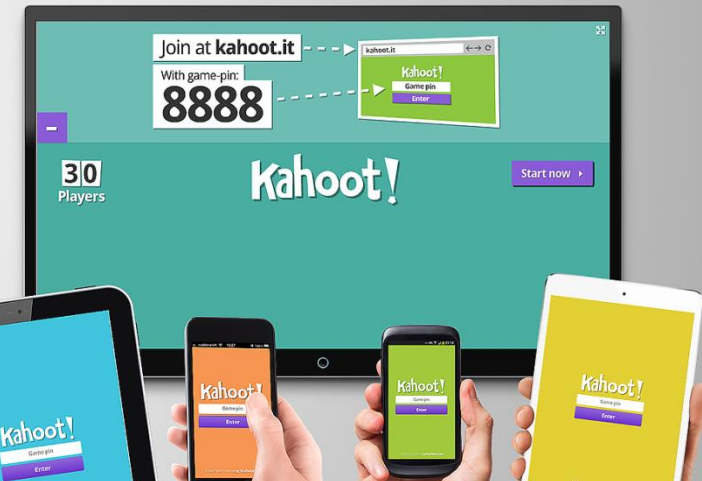 Join at kahoot.it
With game-pin:
8888
kahoot.it
Kahoot!
Game pin
Enter
30
Players
Kahoot!
Start now
Kahoot!
Game pin
Enter
Kahoot!
Game pin
Enter
Kahoot!
Game pin
Enter
Kahoot!
Game pin
Enter